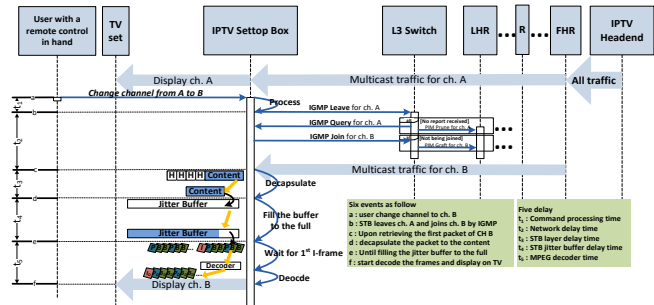 User with a
remote control
in hand
TV
set
IPTV Settop Box
L3 Switch
LHR
R
FHR
IPTV
Headend
Display ch. A
Multicast traffic for ch. A
All traffic
Change channel from A to B
a
Process
b
IGMP Leave for ch. A
IGMP Query for ch. A
[No report received]
PIM Prune for ch. A
IGMP Join for ch. B
[Not being joined]
PIM Graft for ch. B
c
Multicast traffic for ch. B
H H H H Content
Decapsulate
Content
d
Jitter Buffer
Fill the buffer
to the full
Jitter Buffer
e
Wait for 1st I-frame
Decoder
Deocde
f
Display ch. B
t1
t2
t3
t4
t5
Six events as follow
a : user change channel to ch. B
b : STB leaves ch. A and joins ch. B by IGMP
c : Upon retrieving the first packet of CH B
d : decapsulate the packet to the content
e : Until filling the jitter buffer to the full
f : start decode the frames and display on TV
Five delay
t1 : Command processing time
t2 : Network delay time
t3 : STB layer delay time
t4 : STB jitter buffer delay time
t5 : MPEG decoder time